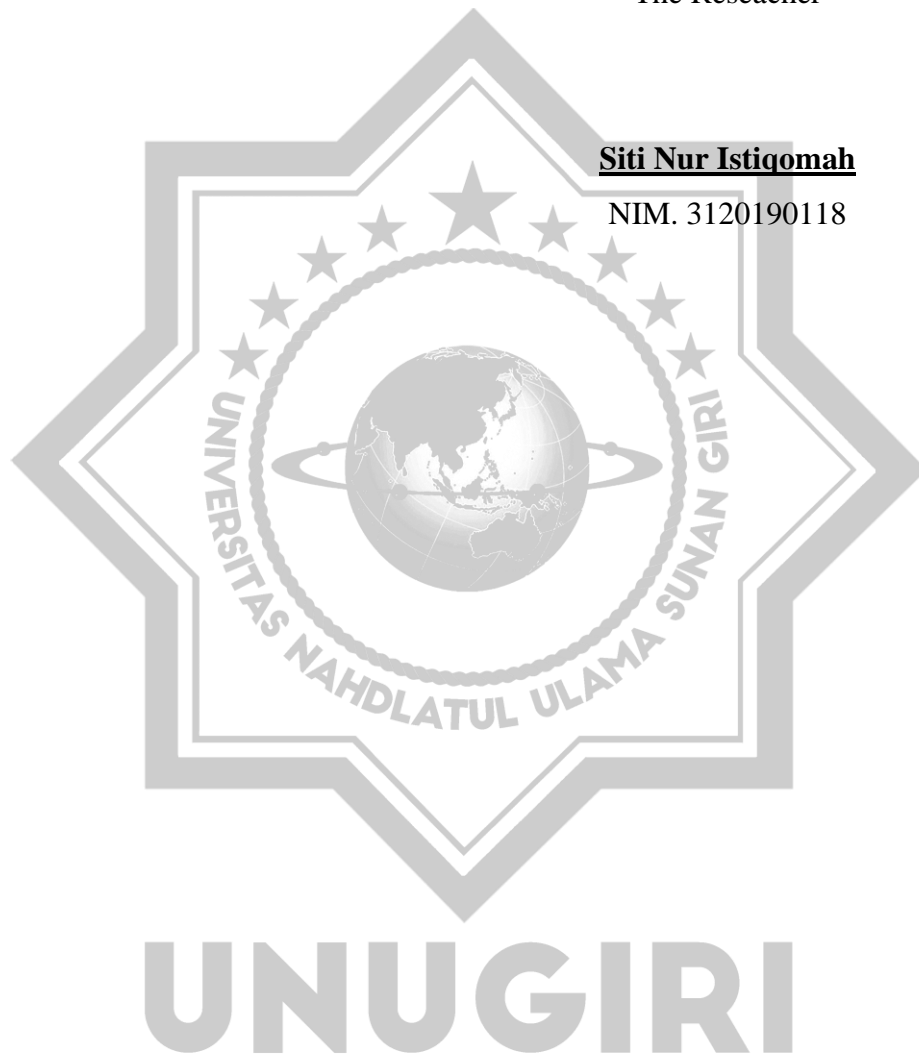 The Reseacher
Siti Nur Istiqomah
NIM. 3120190118
UNIVERSITAS NAHDLATUL ULAMA SUNAN GIRI
UNUGIRI